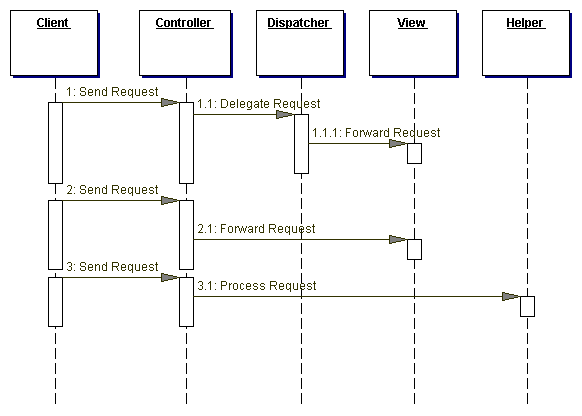 Client Controller Dispatcher View Helper
1: Send Request
1.1: Delegate Request
1.1.1: Forward Request
2: Send Request
2.1: Forward Request
3: Send Request
3.1: Process Request